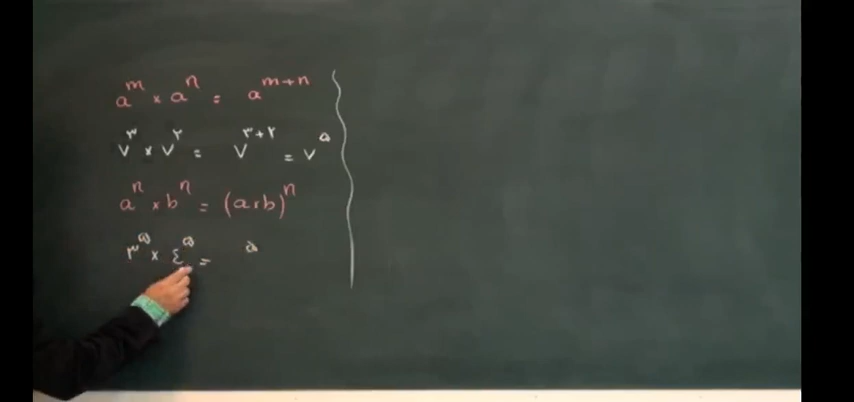 a^m × a^n = a^{m+n}
۷^۳ × ۷^۲ = ۷^{۳+۲} = ۷^۵
a^n × b^n = (a×b)^n
۳^۵ × ۴^۵ = ^۵